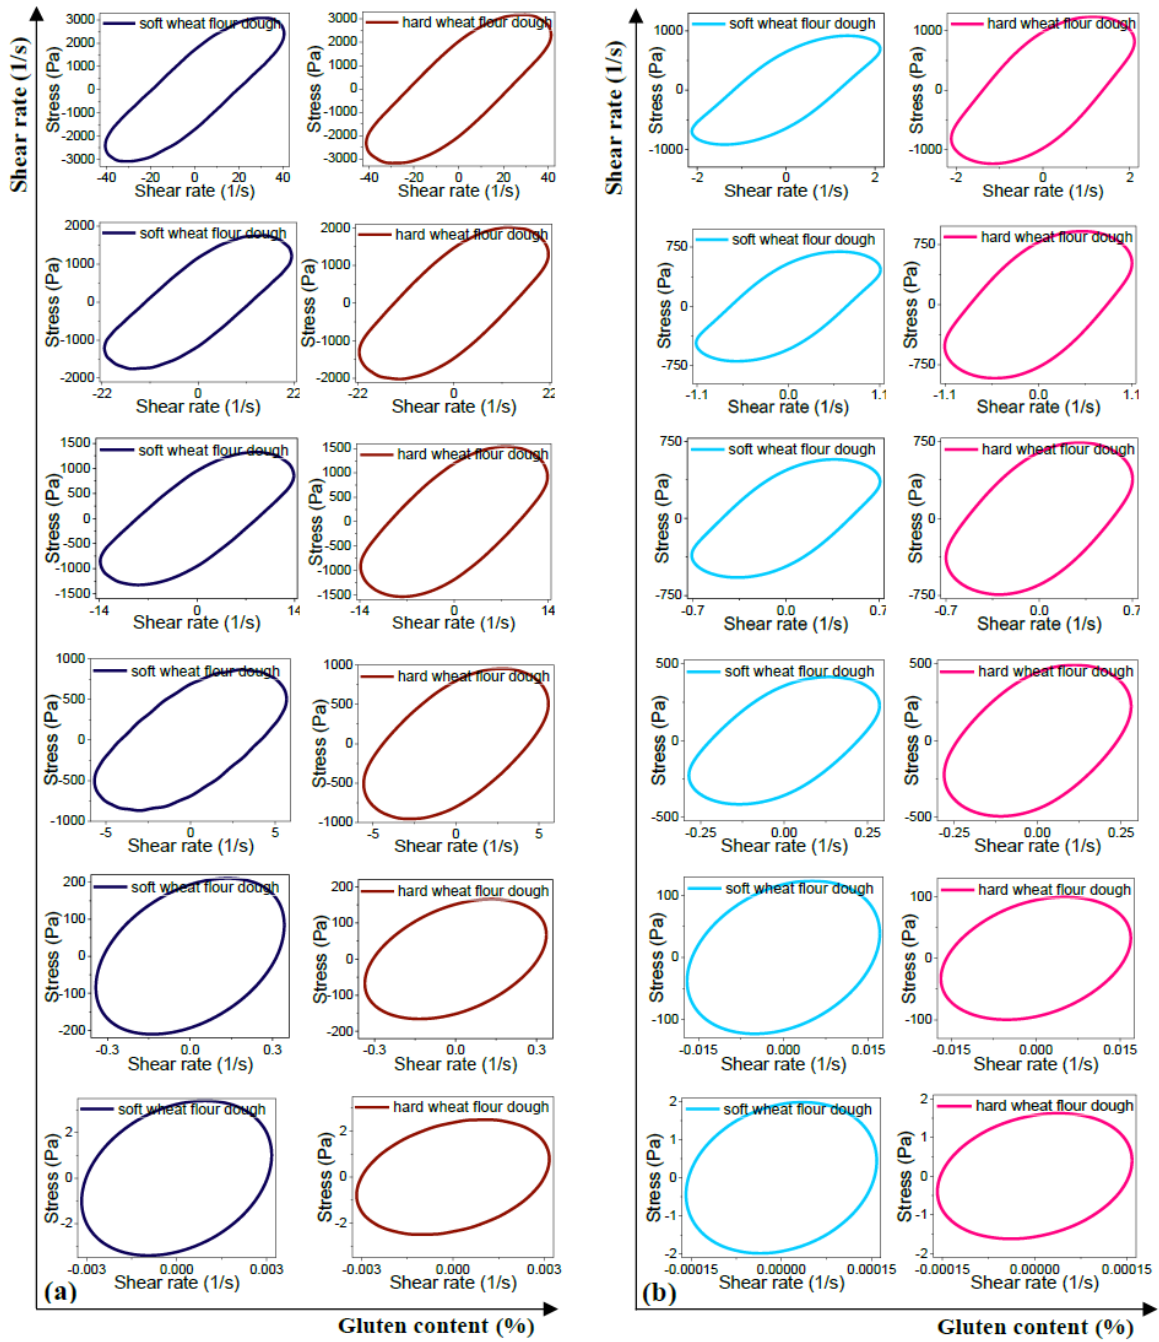 Shear rate (1/s)
Stress (Pa)
3000
2000
1000
0
-1000
-2000
-3000
soft wheat flour dough
-40 -20 0 20 40
Shear rate (1/s)
Stress (Pa)
3000
2000
1000
0
-1000
-2000
-3000
hard wheat flour dough
-40 -20 0 20 40
Shear rate (1/s)
Stress (Pa)
2000
1000
0
-1000
-2000
soft wheat flour dough
-22 0 22
Shear rate (1/s)
Stress (Pa)
2000
1000
0
-1000
-2000
hard wheat flour dough
-22 0 22
Shear rate (1/s)
Stress (Pa)
1500
1000
500
0
-500
-1000
-1500
soft wheat flour dough
-14 0 14
Shear rate (1/s)
Stress (Pa)
1500
1000
500
0
-500
-1000
-1500
hard wheat flour dough
-14 0 14
Shear rate (1/s)
Stress (Pa)
1000
500
0
-500
-1000
soft wheat flour dough
-5 0 5
Shear rate (1/s)
Stress (Pa)
1000
500
0
-500
-1000
hard wheat flour dough
-5 0 5
Shear rate (1/s)
Stress (Pa)
200
100
0
-100
-200
soft wheat flour dough
-0.3 0.0 0.3
Shear rate (1/s)
Stress (Pa)
200
100
0
-100
-200
hard wheat flour dough
-0.3 0.0 0.3
Shear rate (1/s)
Stress (Pa)
2
0
-2
soft wheat flour dough
-0.003 0.000 0.003
Shear rate (1/s)
Stress (Pa)
2
0
-2
hard wheat flour dough
-0.003 0.000 0.003
Shear rate (1/s)
(a)
Gluten content (%)
Shear rate (1/s)
Stress (Pa)
1000
0
-1000
soft wheat flour dough
-2 0 2
Shear rate (1/s)
Stress (Pa)
1000
0
-1000
hard wheat flour dough
-2 0 2
Shear rate (1/s)
Stress (Pa)
750
0
-750
soft wheat flour dough
-1.1 0.0 1.1
Shear rate (1/s)
Stress (Pa)
750
0
-750
hard wheat flour dough
-1.1 0.0 1.1
Shear rate (1/s)
Stress (Pa)
750
0
-750
soft wheat flour dough
-0.7 0.0 0.7
Shear rate (1/s)
Stress (Pa)
750
0
-750
hard wheat flour dough
-0.7 0.0 0.7
Shear rate (1/s)
Stress (Pa)
500
0
-500
soft wheat flour dough
-0.25 0.00 0.25
Shear rate (1/s)
Stress (Pa)
500
0
-500
hard wheat flour dough
-0.25 0.00 0.25
Shear rate (1/s)
Stress (Pa)
100
0
-100
soft wheat flour dough
-0.015 0.000 0.015
Shear rate (1/s)
Stress (Pa)
100
0
-100
hard wheat flour dough
-0.015 0.000 0.015
Shear rate (1/s)
Stress (Pa)
2
1
0
-1
-2
soft wheat flour dough
-0.00015 0.00000 0.00015
Shear rate (1/s)
Stress (Pa)
2
1
0
-1
-2
hard wheat flour dough
-0.00015 0.00000 0.00015
Shear rate (1/s)
(b)
Gluten content (%)